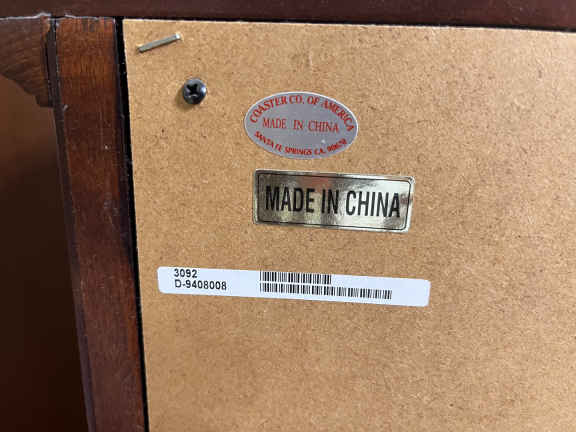 COASTER CO. OF AMERICA
MADE IN CHINA
SANTA FE SPRINGS CA. 90670
MADE IN CHINA
3092
D-9408008